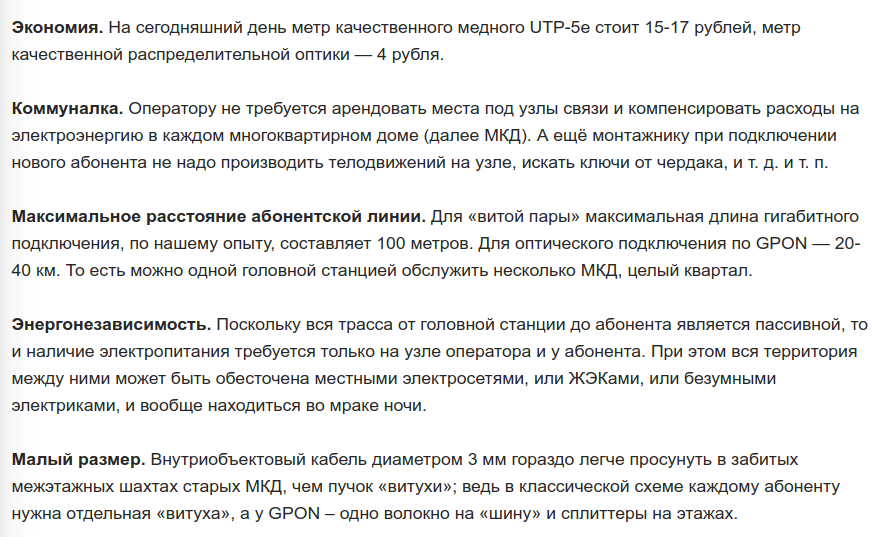 Экономия. На сегодняшний день метр качественного медного UTP-5e стоит 15-17 рублей, метр
качественной распределительной оптики — 4 рубля.
Коммуналка. Оператору не требуется арендовать места под узлы связи и компенсировать расходы на
электроэнергию в каждом многоквартирном доме (далее МКД). А ещё монтажнику при подключении
нового абонента не надо производить телодвижений на узле, искать ключи от чердака, и т. д. и т. п.
Максимальное расстояние абонентской линии. Для «витой пары» максимальная длина гигабитного
подключения, по нашему опыту, составляет 100 метров. Для оптического подключения по GPON — 20-
40 км. То есть можно одной головной станцией обслужить несколько МКД, целый квартал.
Энергонезависимость. Поскольку вся трасса от головной станции до абонента является пассивной, то
и наличие электропитания требуется только на узле оператора и у абонента. При этом вся территория
между ними может быть обесточена местными электросетями, или ЖЭКами, или безумными
электриками, и вообще находиться во мраке ночи.
Малый размер. Внутриобъектовый кабель диаметром 3 мм гораздо легче просунуть в забитых
межэтажных шахтах старых МКД, чем пучок «витухи»; ведь в классической схеме каждому абоненту
нужна отдельная «витуха», а у GPON – одно волокно на «шину» и сплиттеры на этажах.